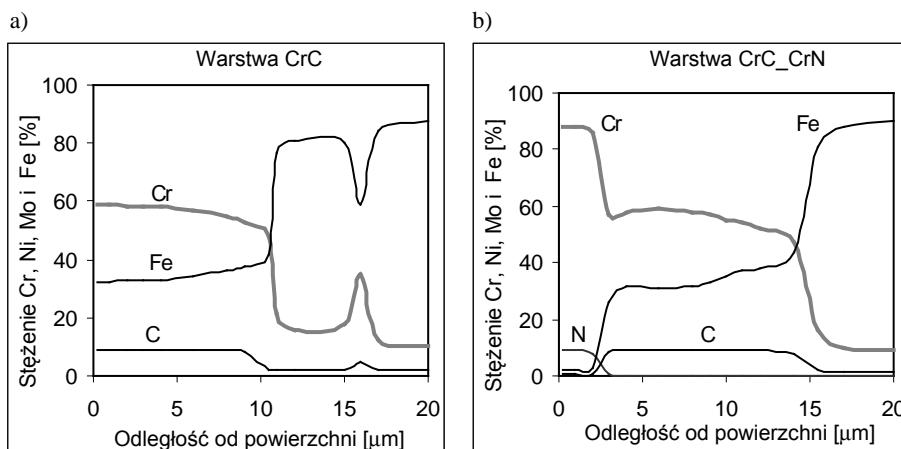 a)
Warstwa CrC
Stężenie Cr, Ni, Mo i Fe [%]
100
80
60
40
20
0
Cr
Fe
C
0 5 10 15 20
Odległość od powierzchni [μm]
b)
Warstwa CrC_CrN
Stężenie Cr, Ni, Mo i Fe [%]
100
80
60
40
20
0
Cr
Fe
N
C
0 5 10 15 20
Odległość od powierzchni [μm]